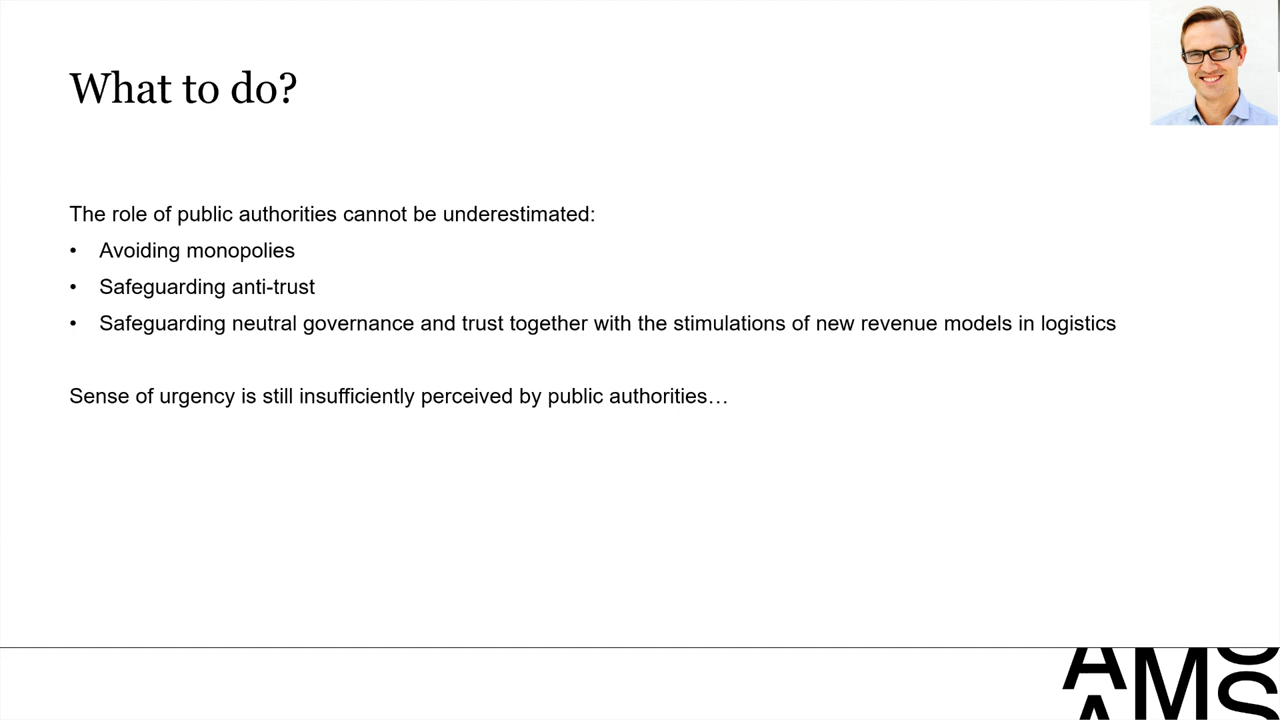 What to do?
The role of public authorities cannot be underestimated:
• Avoiding monopolies
• Safeguarding anti-trust
• Safeguarding neutral governance and trust together with the stimulations of new revenue models in logistics
Sense of urgency is still insufficiently perceived by public authorities…
AMS